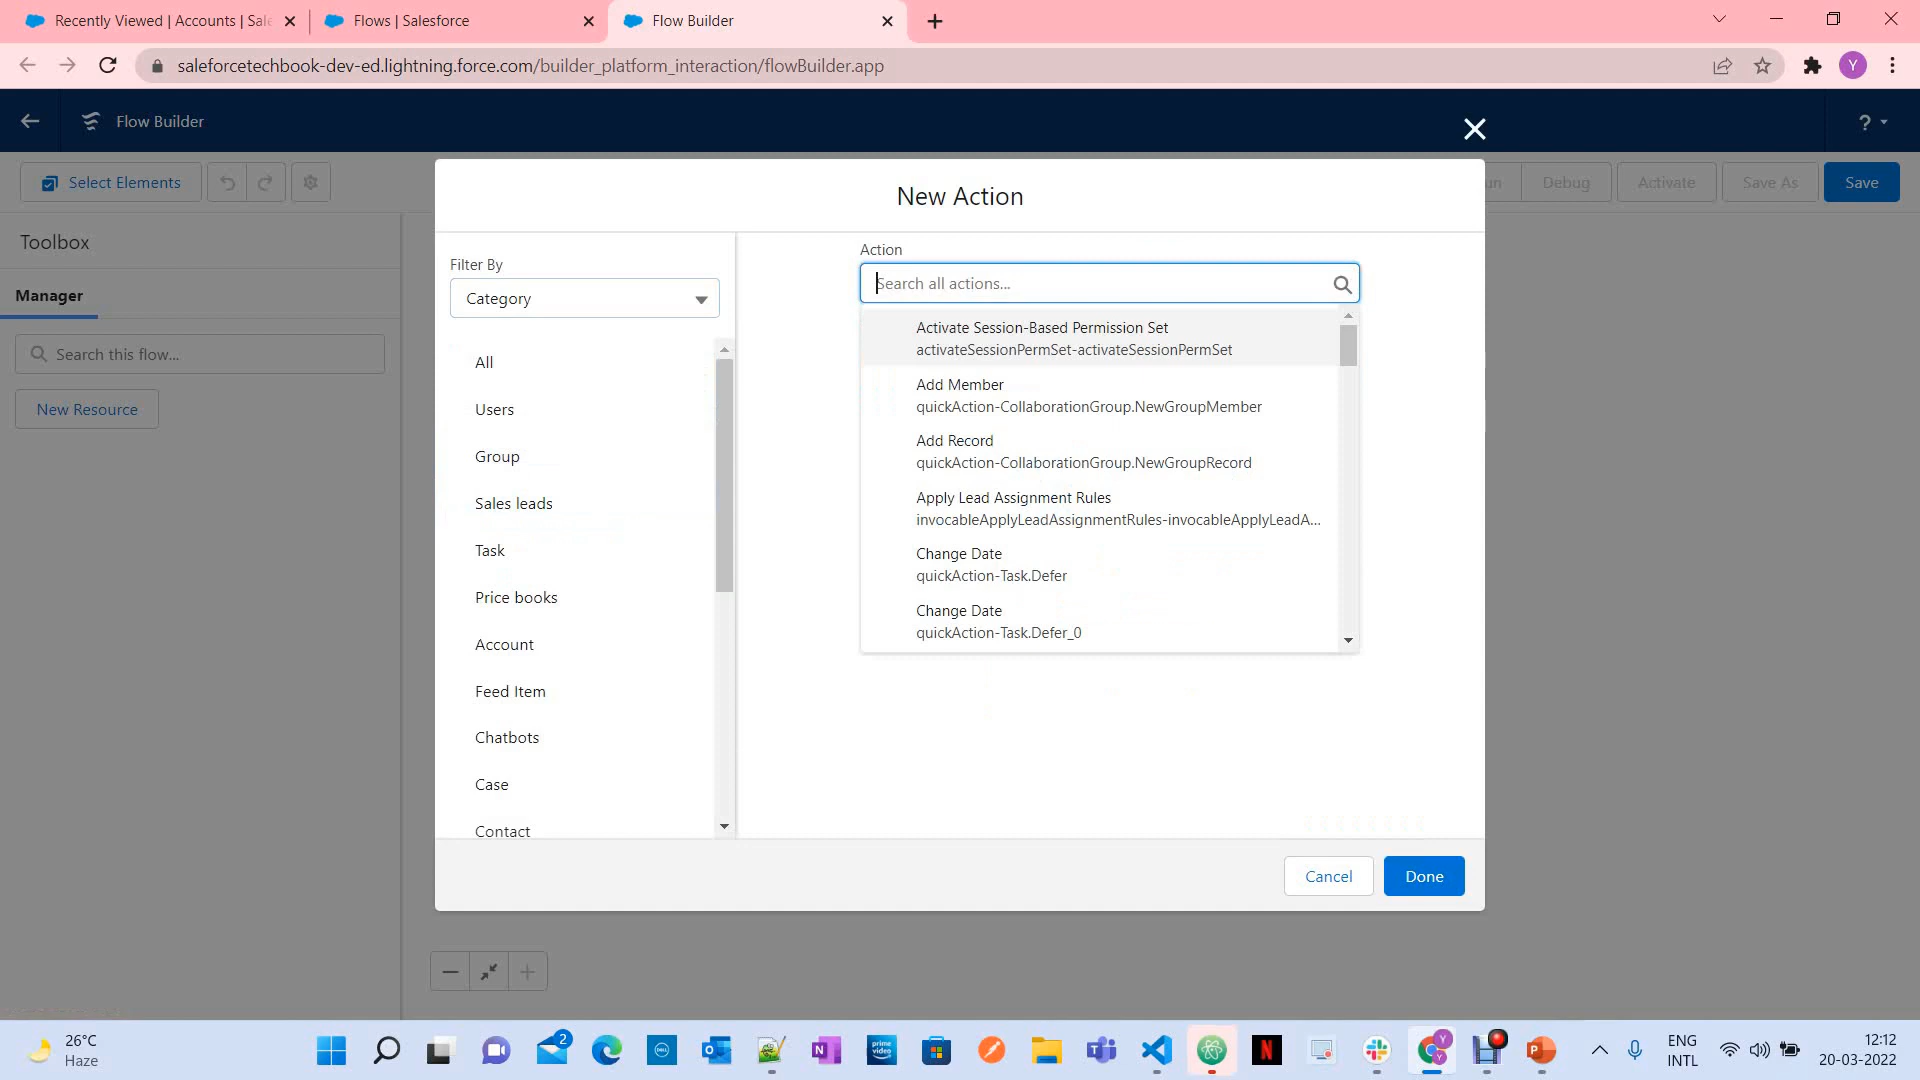 Recently Viewed | Accounts | Sale
Flows | Salesforce
Flow Builder
saleforcetechbook-dev-ed.lightning.force.com/builder_platform_interaction/flowBuilder.app
Y
Flow Builder
?
Select Elements
Debug
Activate
Save As
Save
Toolbox
Manager
Search this flow...
New Resource
New Action
Filter By
Category
All
Users
Group
Sales leads
Task
Price books
Account
Feed Item
Chatbots
Case
Contact
Action
Search all actions...
Activate Session-Based Permission Set
activateSessionPermSet-activateSessionPermSet
Add Member
quickAction-CollaborationGroup.NewGroupMember
Add Record
quickAction-CollaborationGroup.NewGroupRecord
Apply Lead Assignment Rules
invocableApplyLeadAssignmentRules-invocableApplyLeadA...
Change Date
quickAction-Task.Defer
Change Date
quickAction-Task.Defer_0
Cancel
Done
26°C
Haze
2
DELL
prime video
ENG
INTL
12:12
20-03-2022